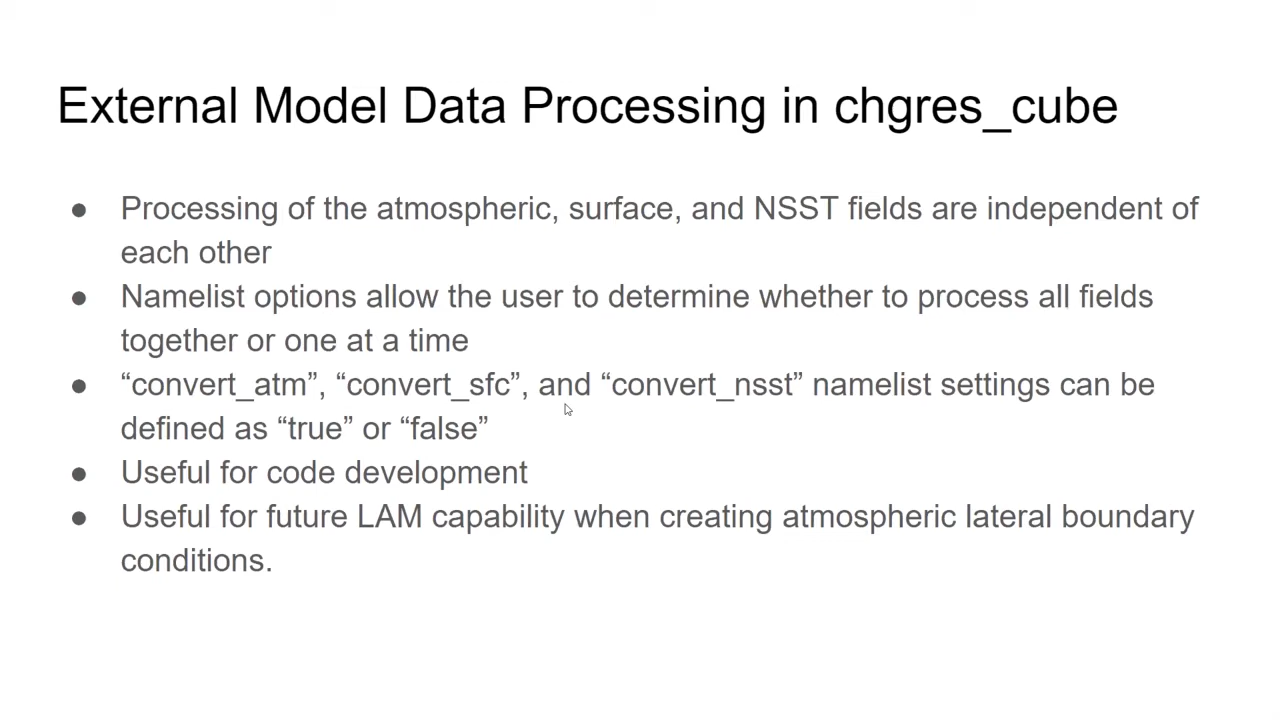 External Model Data Processing in chgres_cube
● Processing of the atmospheric, surface, and NSST fields are independent of
each other
● Namelist options allow the user to determine whether to process all fields
together or one at a time
● “convert_atm”, “convert_sfc”, and “convert_nsst” namelist settings can be
defined as “true” or “false”
● Useful for code development
● Useful for future LAM capability when creating atmospheric lateral boundary
conditions.